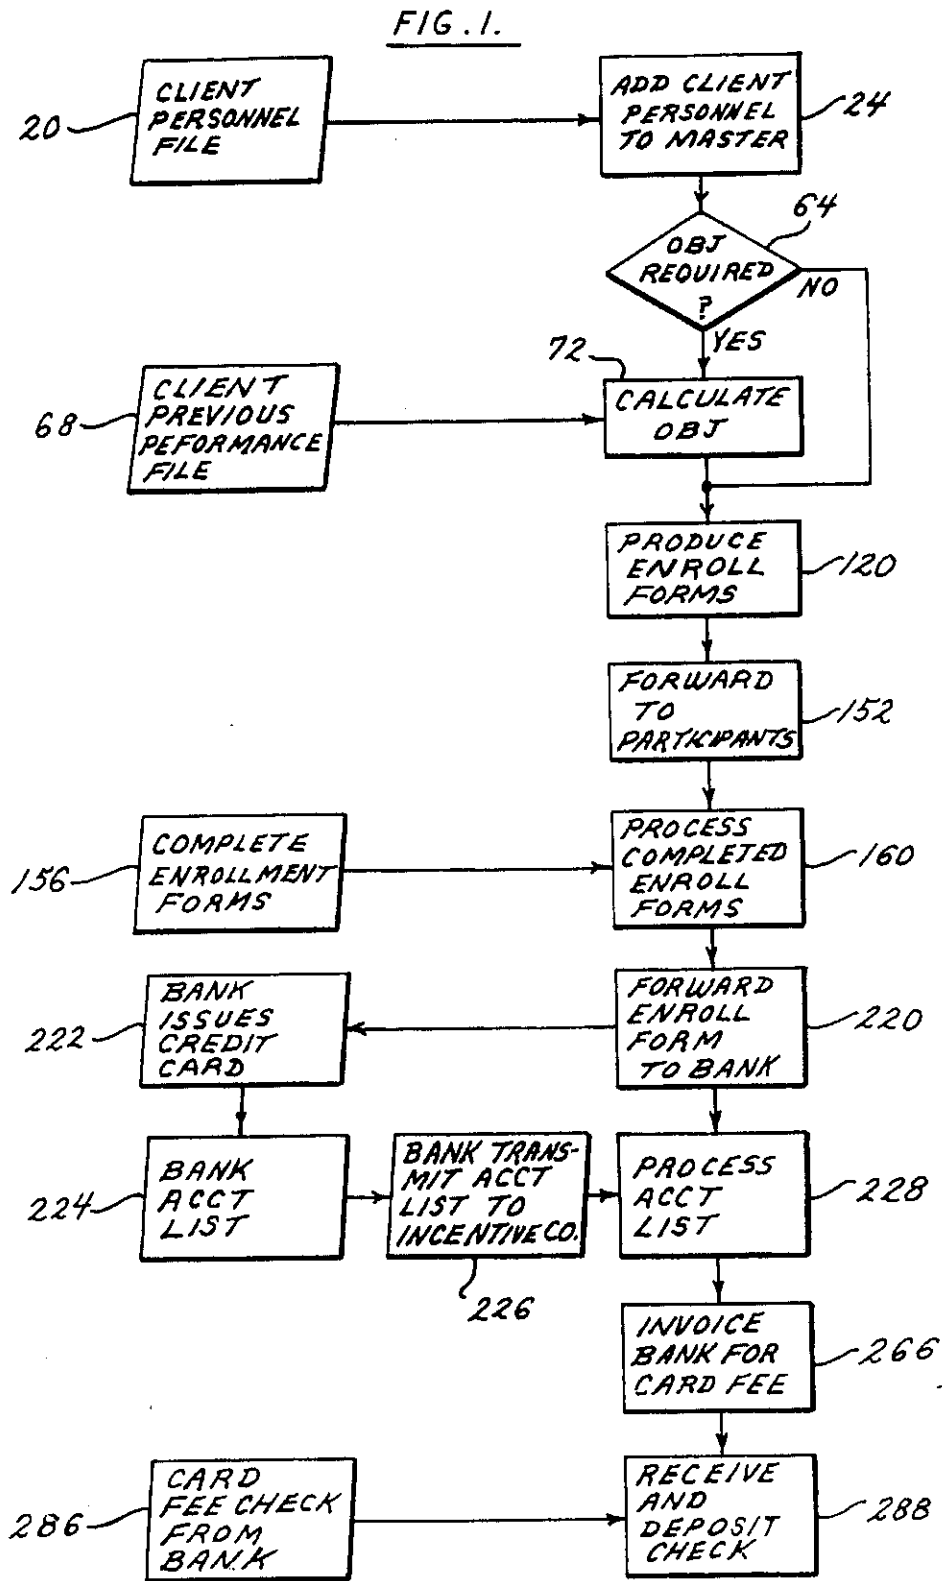 FIG. 1.
CLIENT
PERSONNEL
FILE
20
ADD CLIENT
PERSONNEL
TO MASTER
24
OBJ
REQUIRED
?
64
NO
YES
CLIENT
PREVIOUS
PEFORMANCE
FILE
68
72
CALCULATE
OBJ
PRODUCE
ENROLL
FORMS
120
FORWARD
TO
PARTICIPANTS
152
COMPLETE
ENROLLMENT
FORMS
156
PROCESS
COMPLETED
ENROLL
FORMS
160
BANK
ISSUES
CREDIT
CARD
222
FORWARD
ENROLL
FORM
TO BANK
220
BANK
ACCT
LIST
224
BANK TRANS-
MIT ACCT
LIST TO
INCENTIVE CO.
226
PROCESS
ACCT
LIST
228
INVOICE
BANK FOR
CARD FEE
266
CARD
FEE CHECK
FROM
BANK
286
RECEIVE
AND
DEPOSIT
CHECK
288